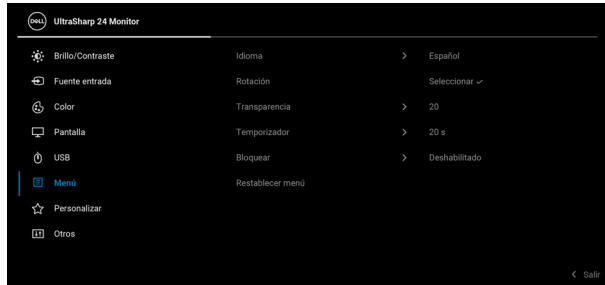 DELL UltraSharp 24 Monitor
Brillo/Contraste Idioma > Español
Fuente entrada Rotación Seleccionar ✓
Color Transparencia > 20
Pantalla Temporizador > 20 s
USB Bloquear > Deshabilitado
Menú Restablecer menú
Personalizar
Otros
< Salir